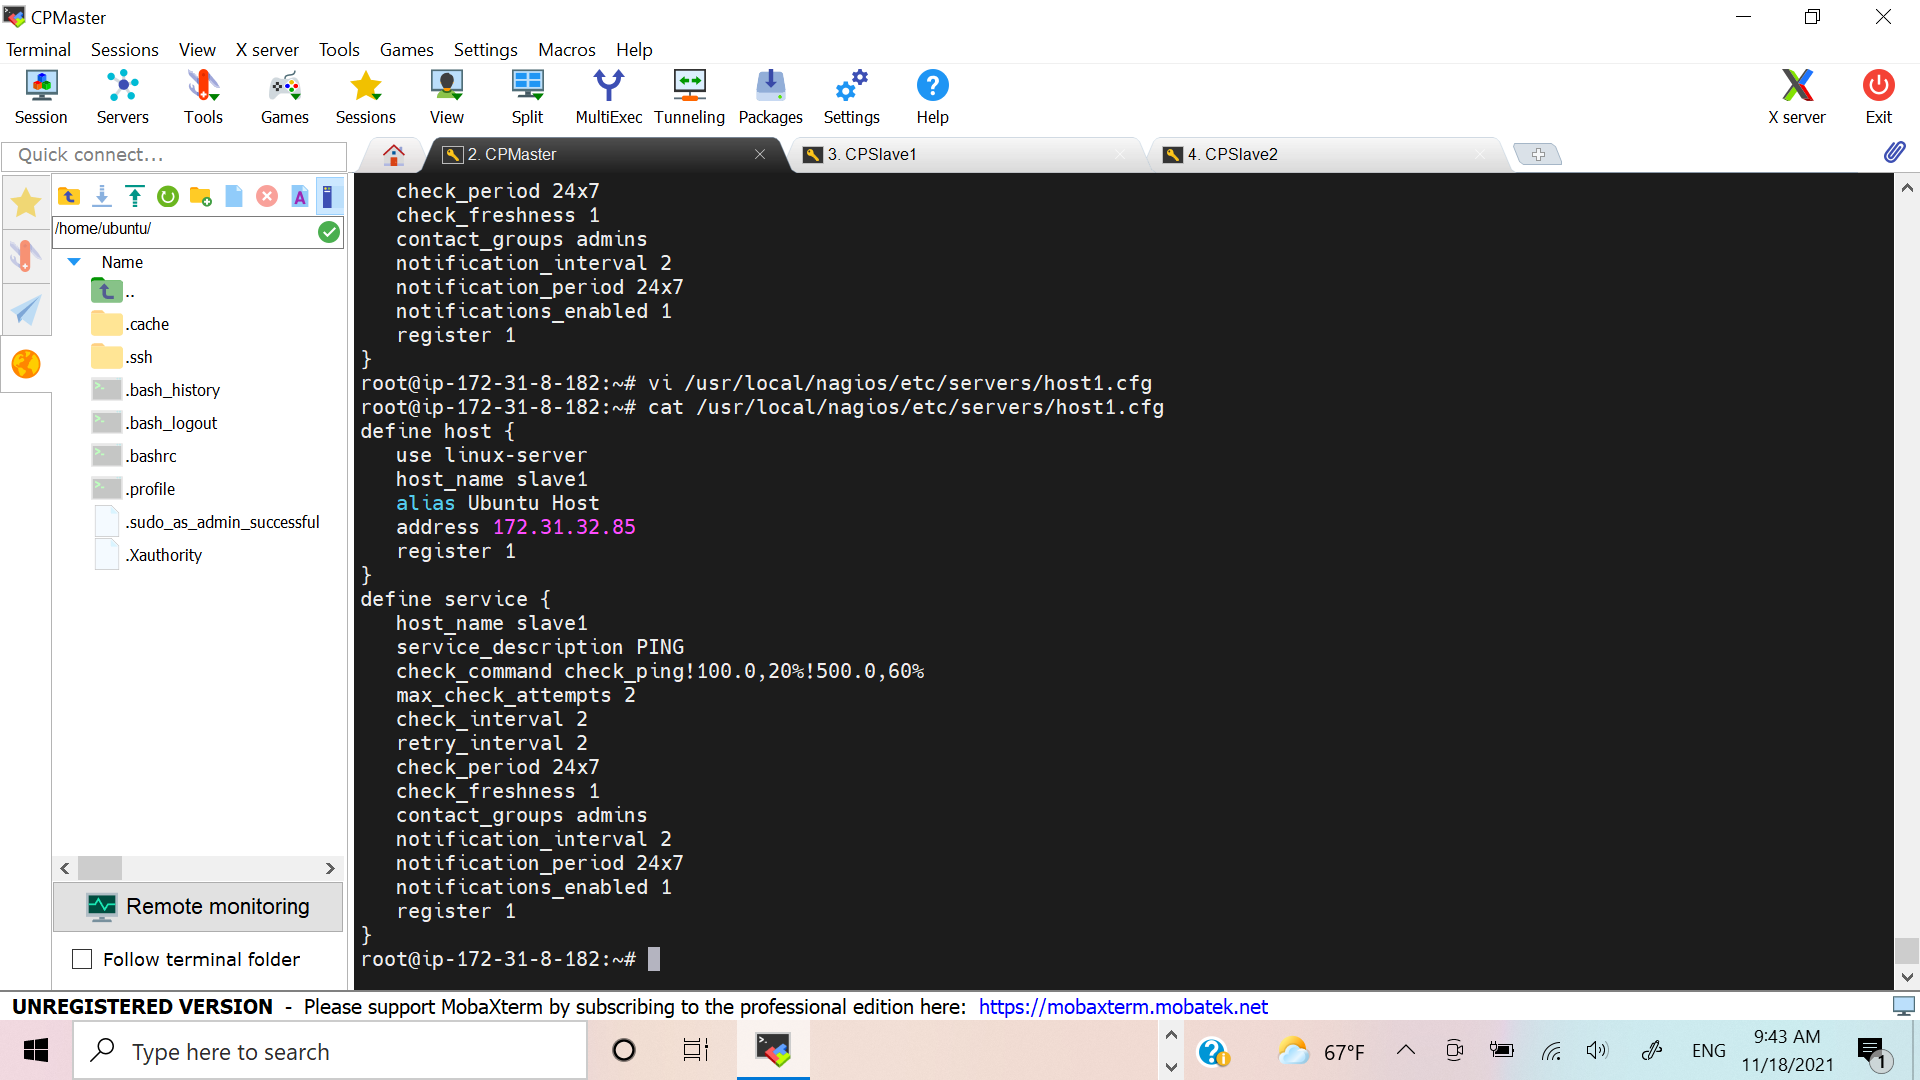 CPMaster
Terminal Sessions View X server Tools Games Settings Macros Help
Session Servers Tools Games Sessions View Split MultiExec Tunneling Packages Settings Help X server Exit
Quick connect...
2. CPMaster 3. CPSlave1 4. CPSlave2
/home/ubuntu/
Name
..
.cache
.ssh
.bash_history
.bash_logout
.bashrc
.profile
.sudo_as_admin_successful
.Xauthority
Remote monitoring
Follow terminal folder
check_period 24x7
check_freshness 1
contact_groups admins
notification_interval 2
notification_period 24x7
notifications_enabled 1
register 1
}
root@ip-172-31-8-182:~# vi /usr/local/nagios/etc/servers/host1.cfg
root@ip-172-31-8-182:~# cat /usr/local/nagios/etc/servers/host1.cfg
define host {
use linux-server
host_name slave1
alias Ubuntu Host
address 172.31.32.85
register 1
}
define service {
host_name slave1
service_description PING
check_command check_ping!100.0,20%!500.0,60%
max_check_attempts 2
check_interval 2
retry_interval 2
check_period 24x7
check_freshness 1
contact_groups admins
notification_interval 2
notification_period 24x7
notifications_enabled 1
register 1
}
root@ip-172-31-8-182:~#
UNREGISTERED VERSION - Please support MobaXterm by subscribing to the professional edition here: https://mobaxterm.mobatek.net
Type here to search
67°F
ENG
9:43 AM
11/18/2021
1